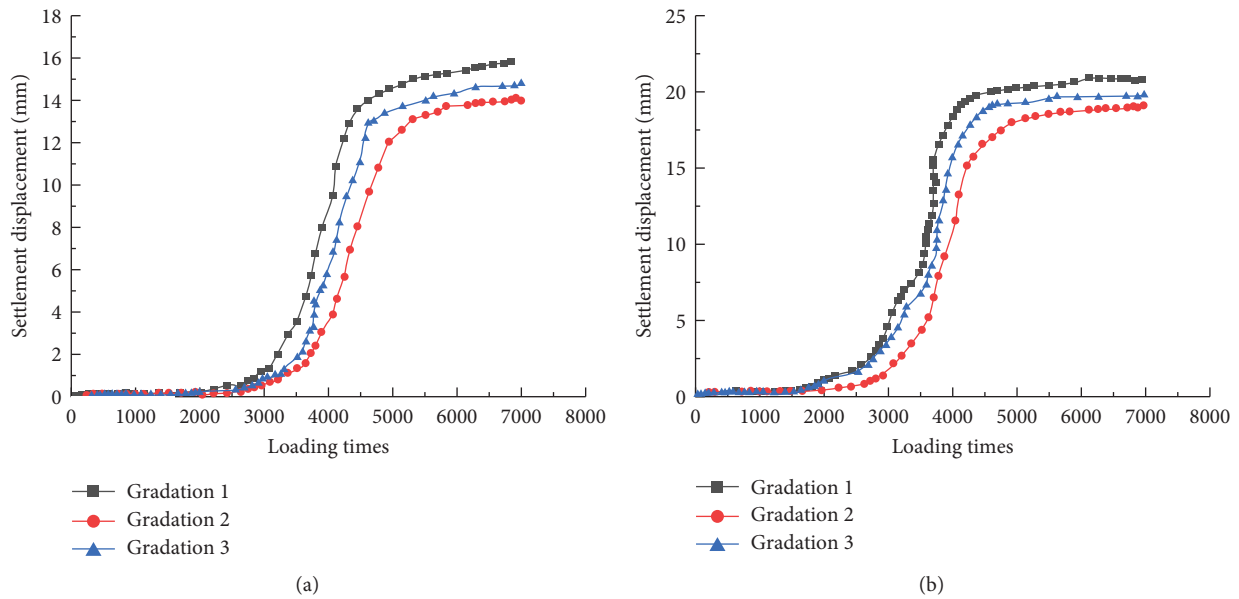 18
16
14
12
10
8
6
4
2
0
Settlement displacement (mm)
0 1000 2000 3000 4000 5000 6000 7000 8000
Loading times
Gradation 1
Gradation 2
Gradation 3
(a)
25
20
15
10
5
0
Settlement displacement (mm)
0 1000 2000 3000 4000 5000 6000 7000 8000
Loading times
Gradation 1
Gradation 2
Gradation 3
(b)